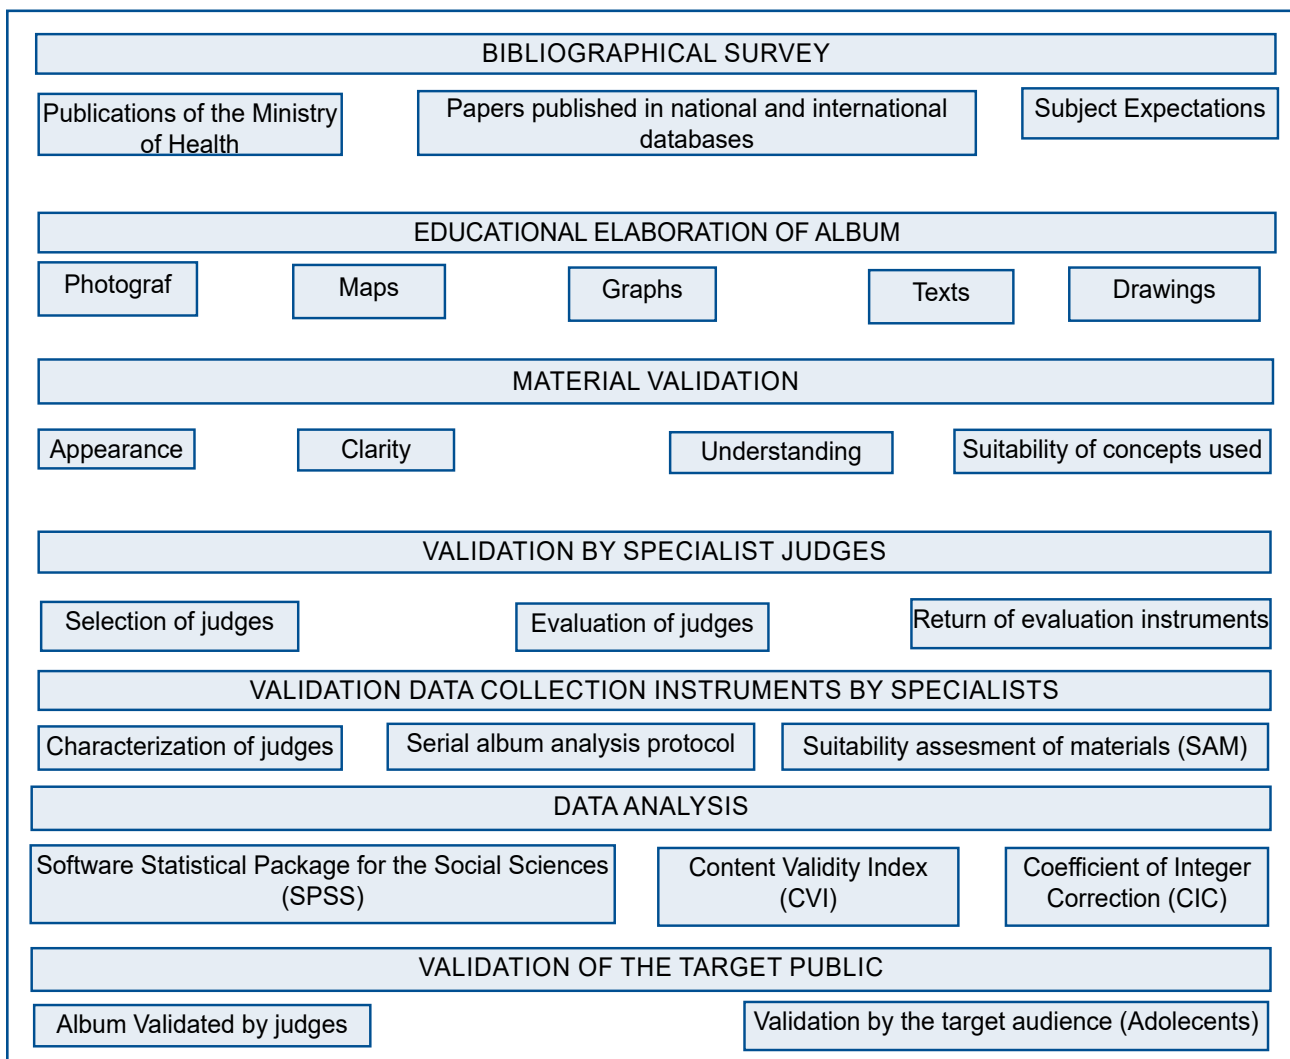 BIBLIOGRAPHICAL SURVEY
Publications of the Ministry
of Health
Papers published in national and international
databases
Subject Expectations
EDUCATIONAL ELABORATION OF ALBUM
Photograf
Maps
Graphs
Texts
Drawings
MATERIAL VALIDATION
Appearance
Clarity
Understanding
Suitability of concepts used
VALIDATION BY SPECIALIST JUDGES
Selection of judges
Evaluation of judges
Return of evaluation instruments
VALIDATION DATA COLLECTION INSTRUMENTS BY SPECIALISTS
Characterization of judges
Serial album analysis protocol
Suitability assesment of materials (SAM)
DATA ANALYSIS
Software Statistical Package for the Social Sciences
(SPSS)
Content Validity Index
(CVI)
Coefficient of Integer
Correction (CIC)
VALIDATION OF THE TARGET PUBLIC
Album Validated by judges
Validation by the target audience (Adolecents)